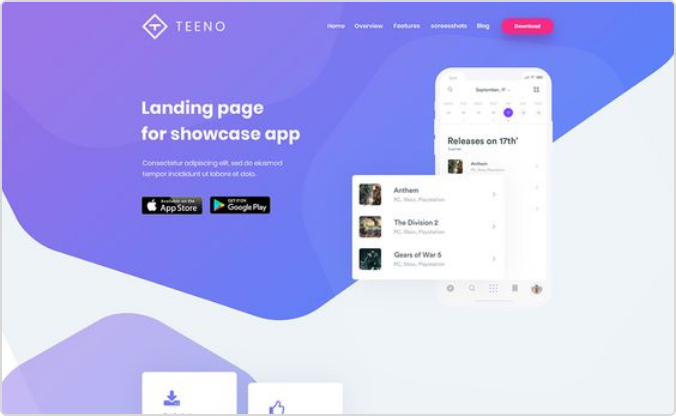 TEENO
Home Overview Features screesshots Blog Download
Landing page
for showcase app
Consectetur adipiscing elit, sed do eiusmod
tempor incididunt ut labore et dolo.
Available on the
App Store
GET IT ON
Google Play
September, 17
Releases on 17th'
Anthem
Anthem
PC, Xbox, Playstation
The Division 2
PC, Xbox, Playstation
Gears of War 5
PC, Xbox, Playstation